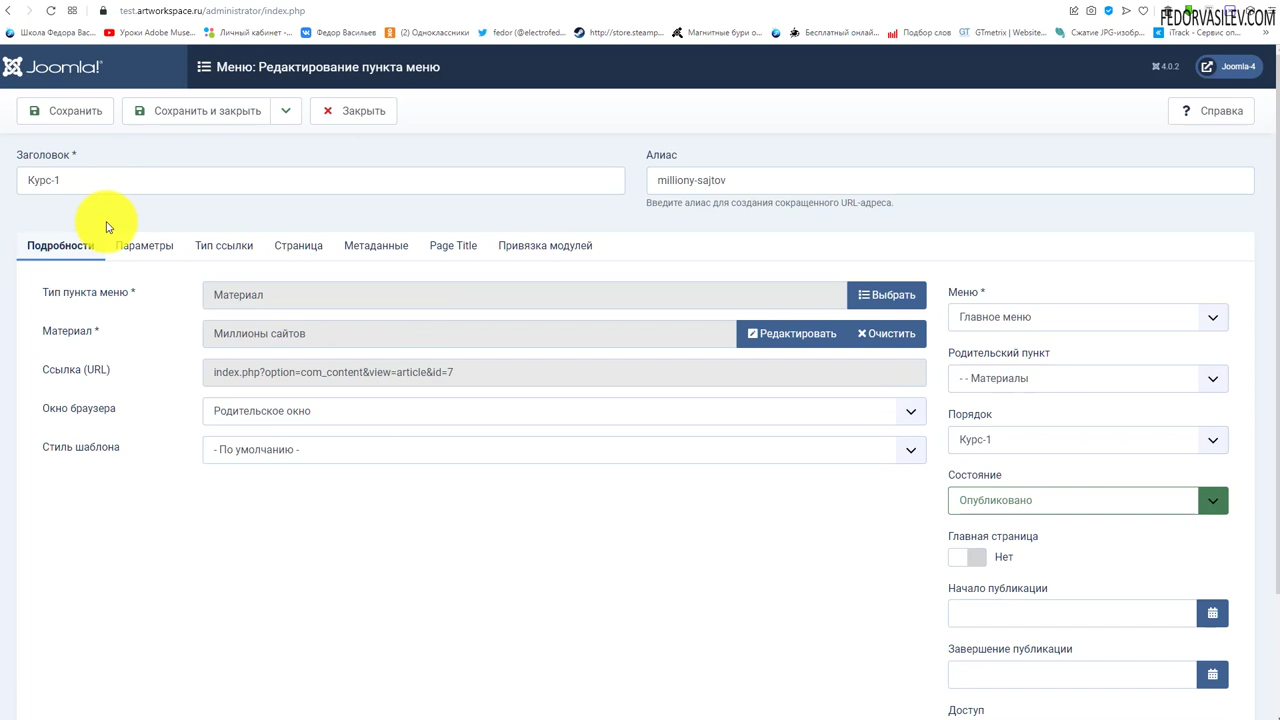 test.artworkspace.ru/administrator/index.php
FEDORVASILEV.COM
Школа Федора Вас...
Уроки Adobe Muse...
Личный кабинет -...
Федор Васильев
(2) Одноклассники
fedor (@electrofed...
http://store.steamp...
Магнитные бури о...
Бесплатный онлай...
Подбор слов
GTmetrix | Website...
Сжатие JPG-изобр...
iTrack - Сервис оп...
»
Joomla!®
Меню: Редактирование пункта меню
4.0.2
Joomla-4
Сохранить
Сохранить и закрыть
Закрыть
? Справка
Заголовок *
Алиас
Курс-1
milliony-sajtov
Введите алиас для создания сокращенного URL-адреса.
Подробности
Параметры
Тип ссылки
Страница
Метаданные
Page Title
Привязка модулей
Тип пункта меню *
Материал
Выбрать
Материал *
Миллионы сайтов
Редактировать
Очистить
Ссылка (URL)
index.php?option=com_content&view=article&id=7
Окно браузера
Родительское окно
Стиль шаблона
- По умолчанию -
Меню *
Главное меню
Родительский пункт
- - Материалы
Порядок
Курс-1
Состояние
Опубликовано
Главная страница
Нет
Начало публикации
Завершение публикации
Доступ